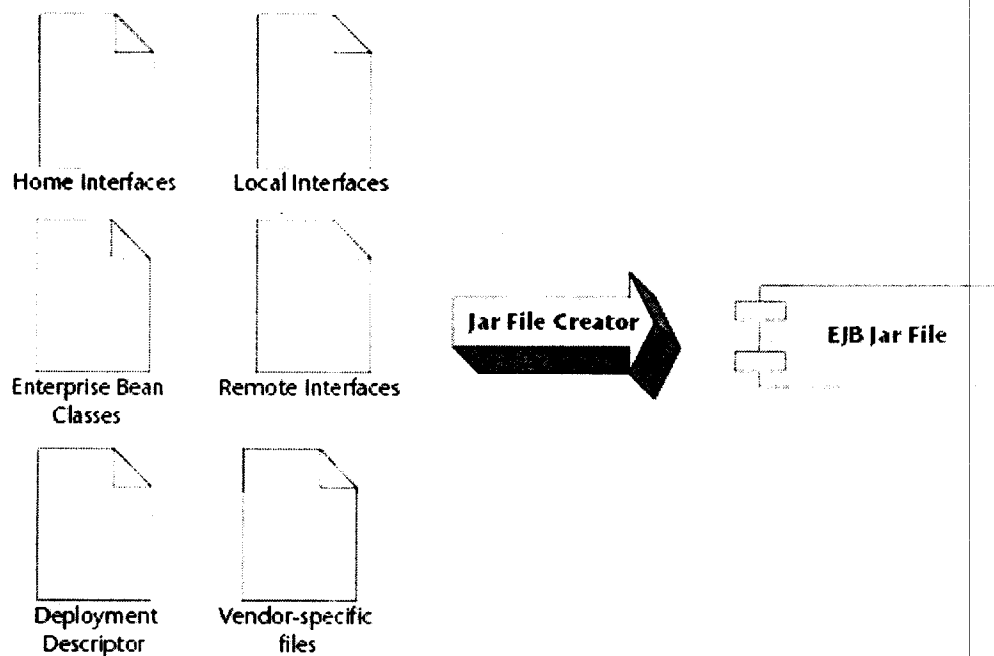 Home Interfaces
Local Interfaces
Enterprise Bean
Classes
Remote Interfaces
Jar File Creator
EJB Jar File
Deployment
Descriptor
Vendor-specific
files